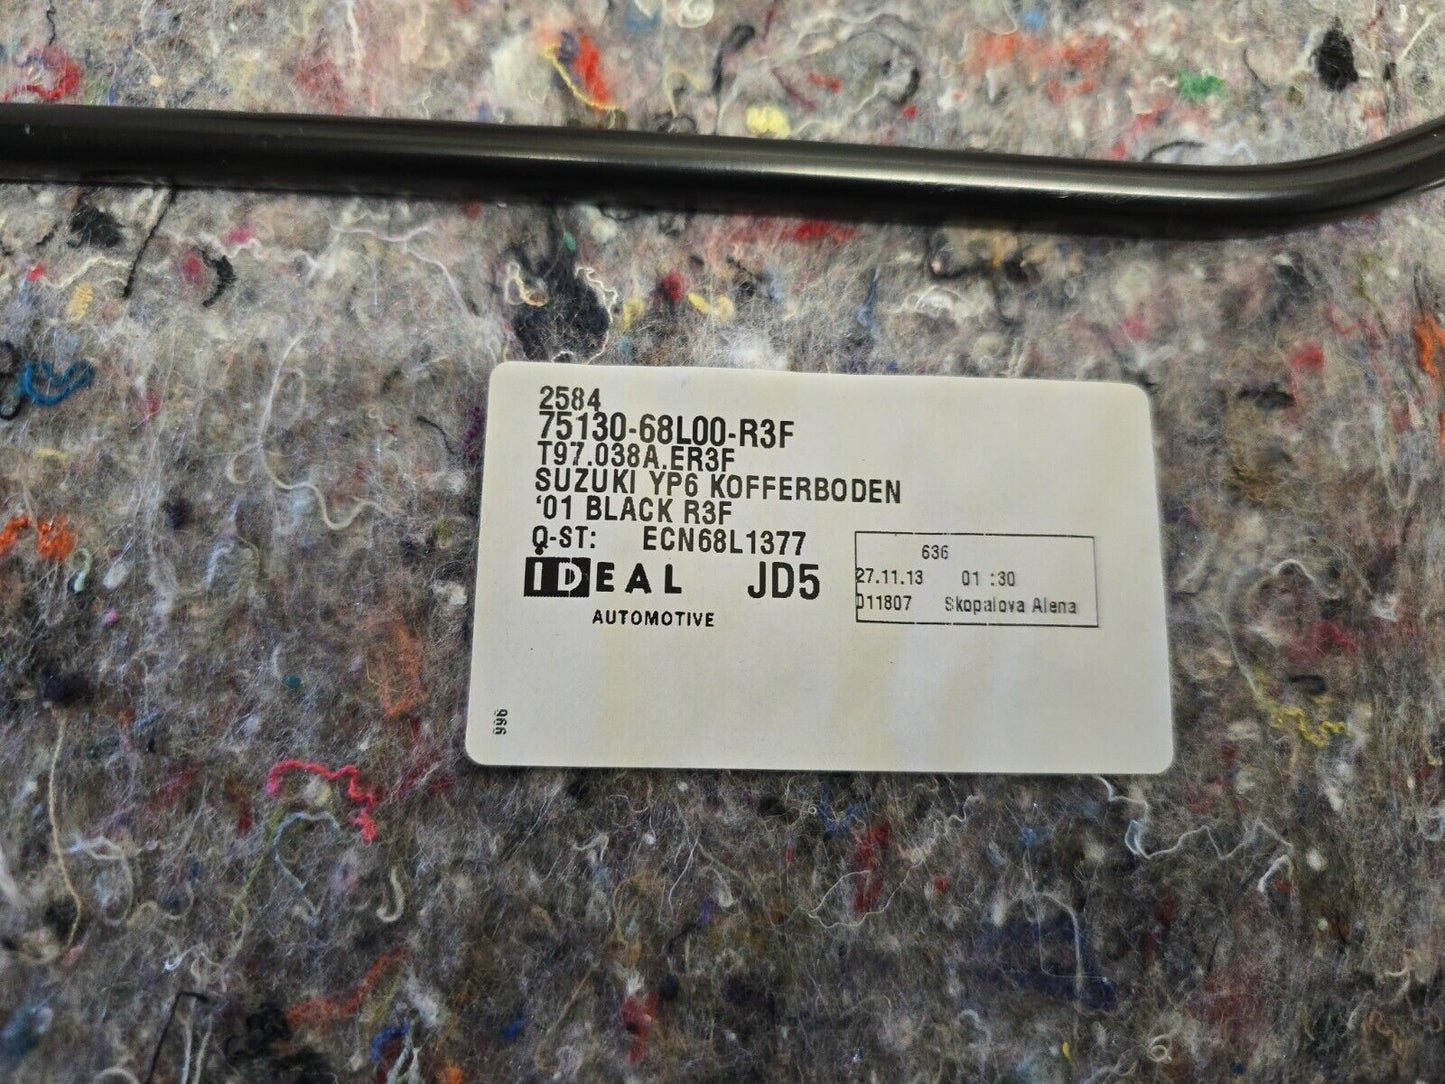 2584
75130-68L00-R3F
T97.038A.ER3F
SUZUKI YP6 KOFFERBODEN
'01 BLACK R3F
Q-ST: ECN68L1377
IDEAL JD5
AUTOMOTIVE
636
27.11.13 01 :30
D11807 Skopalova Alena
996